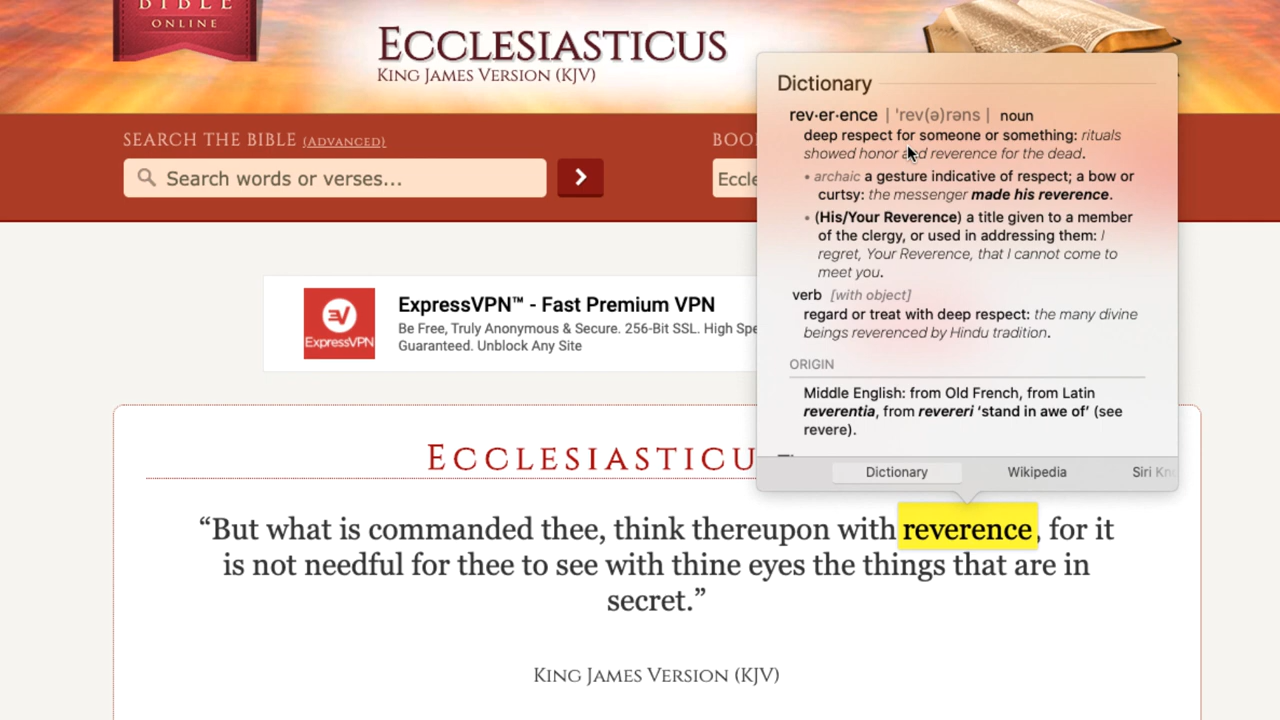 BIBLE
ONLINE
ECCLESIASTICUS
KING JAMES VERSION (KJV)
SEARCH THE BIBLE (ADVANCED)
Search words or verses...
ExpressVPN
ExpressVPN™ - Fast Premium VPN
Be Free, Truly Anonymous & Secure. 256-Bit SSL. High Spe
Guaranteed. Unblock Any Site
Dictionary
rev·er·ence | ˈrev(ə)rəns | noun
deep respect for someone or something: rituals
showed honor and reverence for the dead.
• archaic a gesture indicative of respect; a bow or
curtsy: the messenger made his reverence.
• (His/Your Reverence) a title given to a member
of the clergy, or used in addressing them: I
regret, Your Reverence, that I cannot come to
meet you.
verb [with object]
regard or treat with deep respect: the many divine
beings reverenced by Hindu tradition.
ORIGIN
Middle English: from Old French, from Latin
reverentia, from revereri ‘stand in awe of’ (see
revere).
Dictionary Wikipedia Siri Kn
ECCLESIASTICU
“But what is commanded thee, think thereupon with reverence, for it
is not needful for thee to see with thine eyes the things that are in
secret.”
KING JAMES VERSION (KJV)